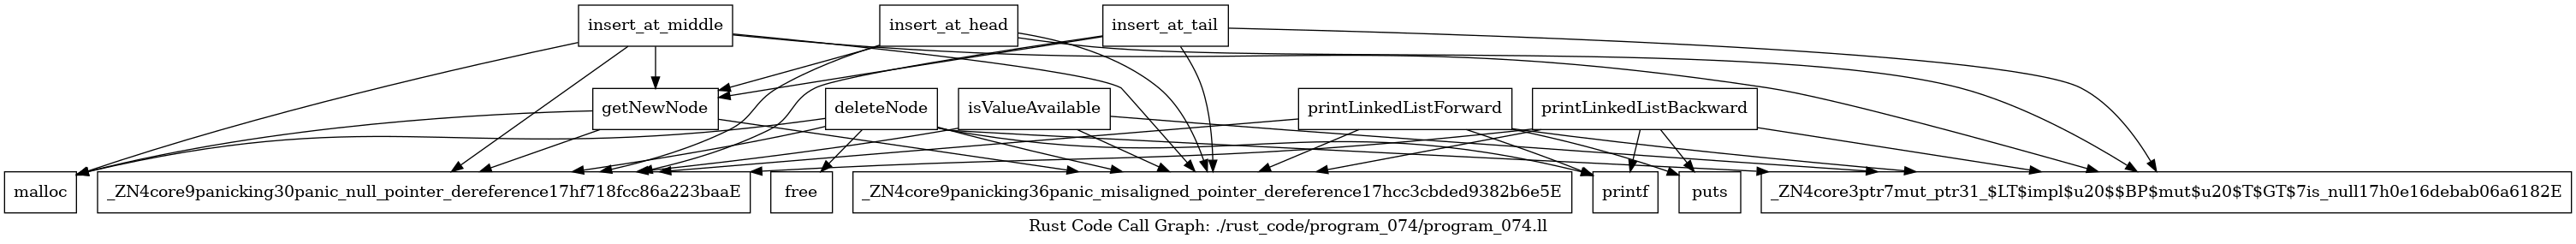 insert_at_middle
insert_at_head
insert_at_tail
getNewNode
deleteNode
isValueAvailable
printLinkedListForward
printLinkedListBackward
malloc
_ZN4core9panicking30panic_null_pointer_dereference17hf718fcc86a223baaE
free
_ZN4core9panicking36panic_misaligned_pointer_dereference17hcc3cbded9382b6e5E
printf
puts
_ZN4core3ptr7mut_ptr31_$LT$impl$u20$$BP$mut$u20$T$GT$7is_null17h0e16debab06a6182E
Rust Code Call Graph: ./rust_code/program_074/program_074.ll